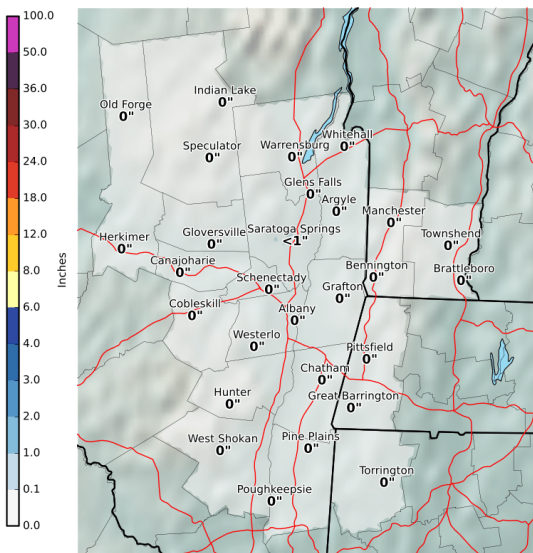 100.0
50.0
36.0
30.0
24.0
18.0
12.0
8.0
6.0
4.0
3.0
2.0
1.0
0.1
0.0
Inches
Indian Lake
0"
Old Forge
0"
Whitehall
0"
Speculator
0"
Warrensburg
0"
Glens Falls
0"
Argyle
0"
Manchester
0"
Herkimer
0"
Gloversville
0"
Saratoga Springs
<1"
Townshend
0"
Canajoharie
0"
Bennington
0"
Brattleboro
0"
Schenectady
0"
Grafton
0"
Cobleskill
0"
Albany
0"
Westerlo
0"
Pittsfield
0"
Chatham
0"
Hunter
0"
Great Barrington
0"
West Shokan
0"
Pine Plains
0"
Torrington
0"
Poughkeepsie
0"